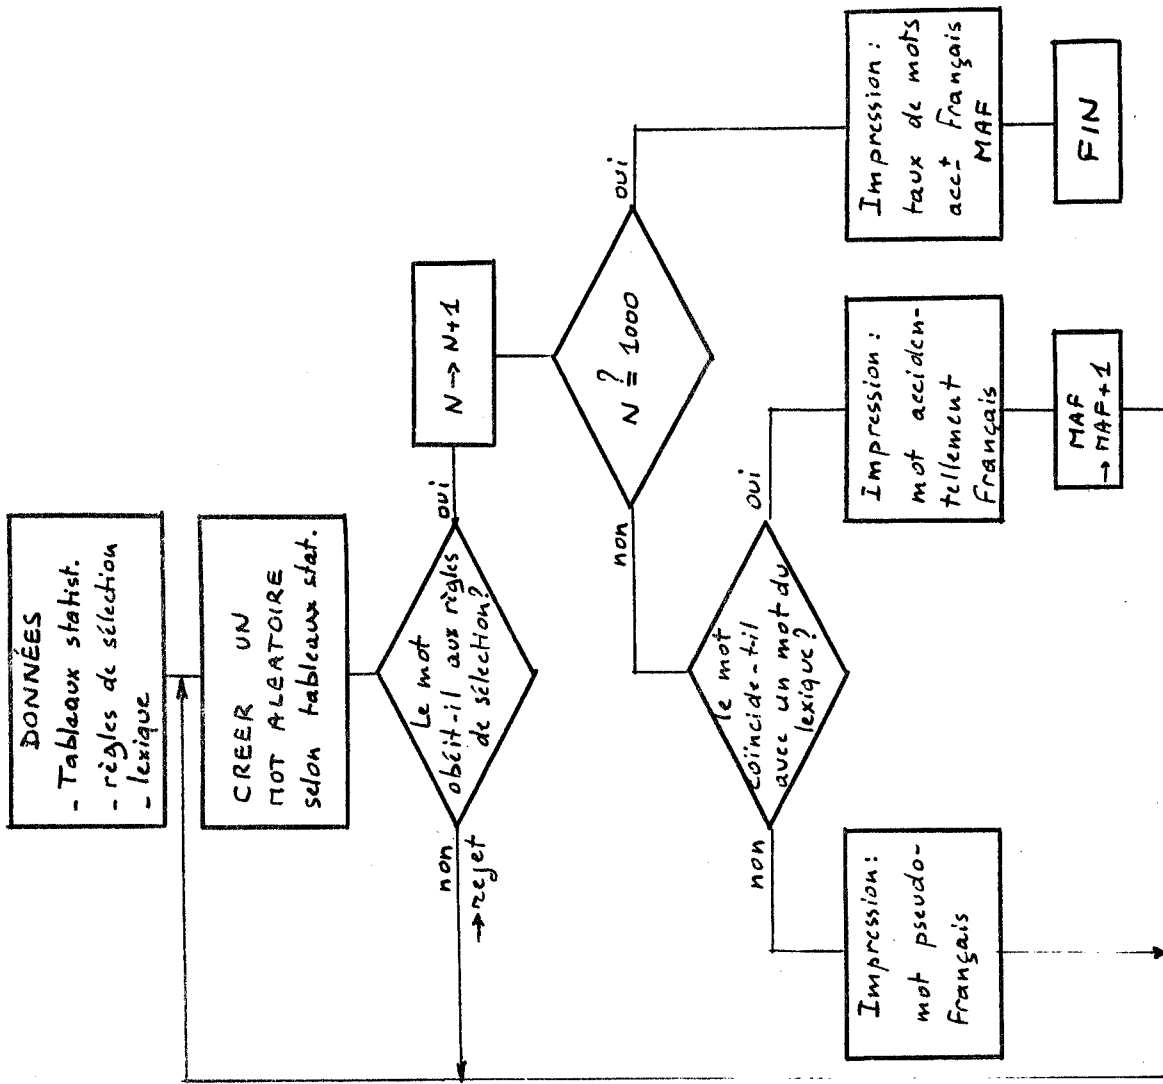 DONNÉES
- Tableaux statist.
- règles de sélection
- lexique
CREER UN
MOT ALEATOIRE
selon tableaux stat.
Le mot
obéit-il aux règles
de sélection?
non
→ rejet
oui
N → N+1
N ?= 1000
non
oui
le mot
coïncide-t-il
avec un mot du
lexique?
non
oui
Impression:
mot pseudo-
Français
Impression:
mot acciden-
tellement
Français
MAF
→ MAF+1
Impression:
taux de mots
acc.t Français
MAF
FIN